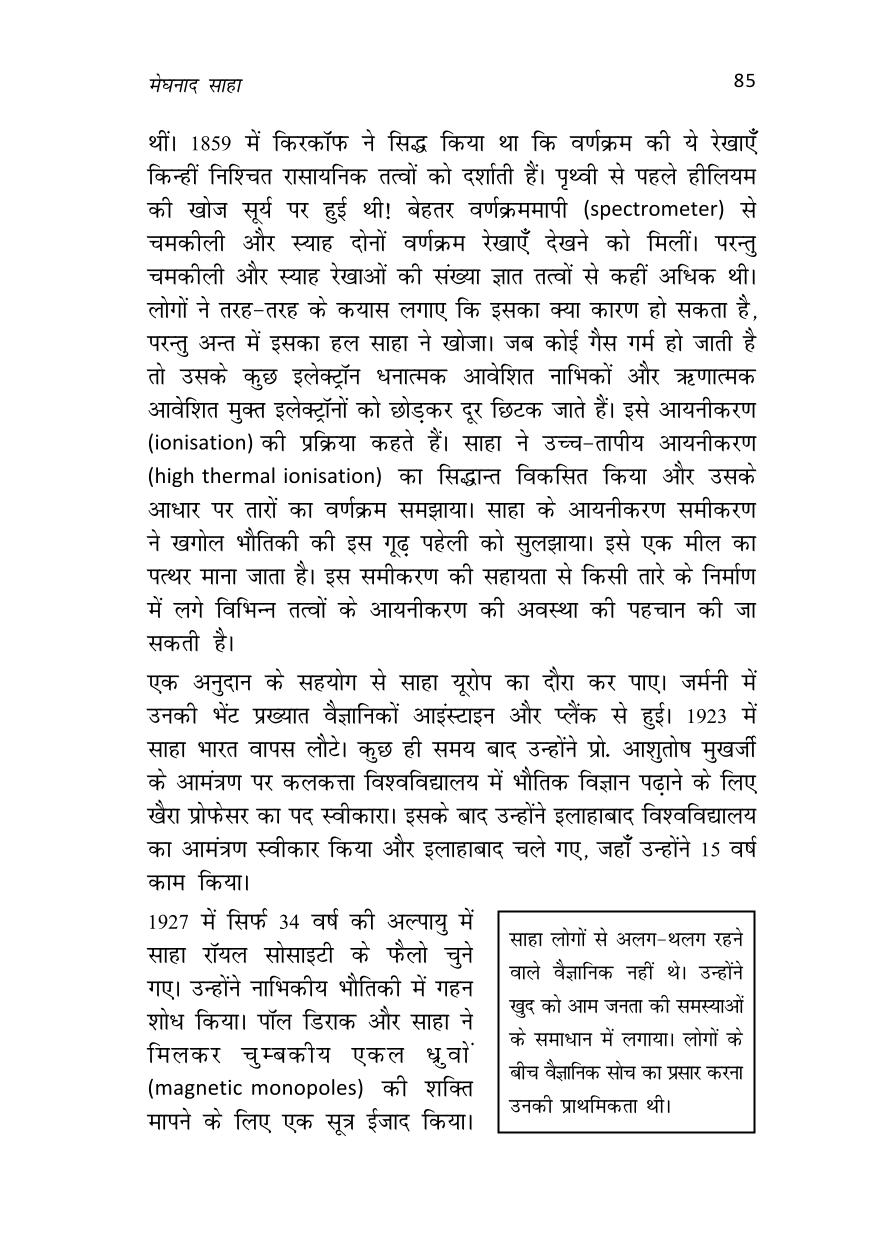 मेघनाद साहा
85
थीं। 1859 में किरकॉफ ने सिद्ध किया था कि वर्णक्रम की ये रेखाएँ
किन्हीं निश्चित रासायनिक तत्वों को दर्शाती हैं। पृथ्वी से पहले हीलियम
की खोज सूर्य पर हुई थी! बेहतर वर्णक्रममापी (spectrometer) से
चमकीली और स्याह दोनों वर्णक्रम रेखाएँ देखने को मिलीं। परन्तु
चमकीली और स्याह रेखाओं की संख्या ज्ञात तत्वों से कहीं अधिक थी।
लोगों ने तरह-तरह के कयास लगाए कि इसका क्या कारण हो सकता है,
परन्तु अन्त में इसका हल साहा ने खोजा। जब कोई गैस गर्म हो जाती है
तो उसके कुछ इलेक्ट्रॉन धनात्मक आवेशित नाभिकों और ऋणात्मक
आवेशित मुक्त इलेक्ट्रॉनों को छोड़कर दूर छिटक जाते हैं। इसे आयनीकरण
(ionisation) की प्रक्रिया कहते हैं। साहा ने उच्च-तापीय आयनीकरण
(high thermal ionisation) का सिद्धान्त विकसित किया और उसके
आधार पर तारों का वर्णक्रम समझाया। साहा के आयनीकरण समीकरण
ने खगोल भौतिकी की इस गूढ़ पहेली को सुलझाया। इसे एक मील का
पत्थर माना जाता है। इस समीकरण की सहायता से किसी तारे के निर्माण
में लगे विभिन्न तत्वों के आयनीकरण की अवस्था की पहचान की जा
सकती है।
एक अनुदान के सहयोग से साहा यूरोप का दौरा कर पाए। जर्मनी में
उनकी भेंट प्रख्यात वैज्ञानिकों आइंस्टाइन और प्लैंक से हुई। 1923 में
साहा भारत वापस लौटे। कुछ ही समय बाद उन्होंने प्रो. आशुतोष मुखर्जी
के आमंत्रण पर कलकत्ता विश्वविद्यालय में भौतिक विज्ञान पढ़ाने के लिए
खैरा प्रोफेसर का पद स्वीकारा। इसके बाद उन्होंने इलाहाबाद विश्वविद्यालय
का आमंत्रण स्वीकार किया और इलाहाबाद चले गए, जहाँ उन्होंने 15 वर्ष
काम किया।
1927 में सिर्फ 34 वर्ष की अल्पायु में
साहा रॉयल सोसाइटी के फैलो चुने
गए। उन्होंने नाभिकीय भौतिकी में गहन
शोध किया। पॉल डिराक और साहा ने
मिलकर चुम्बकीय एकल ध्रुवों
(magnetic monopoles) की शक्ति
मापने के लिए एक सूत्र ईजाद किया।
साहा लोगों से अलग-थलग रहने
वाले वैज्ञानिक नहीं थे। उन्होंने
खुद को आम जनता की समस्याओं
के समाधान में लगाया। लोगों के
बीच वैज्ञानिक सोच का प्रसार करना
उनकी प्राथमिकता थी।